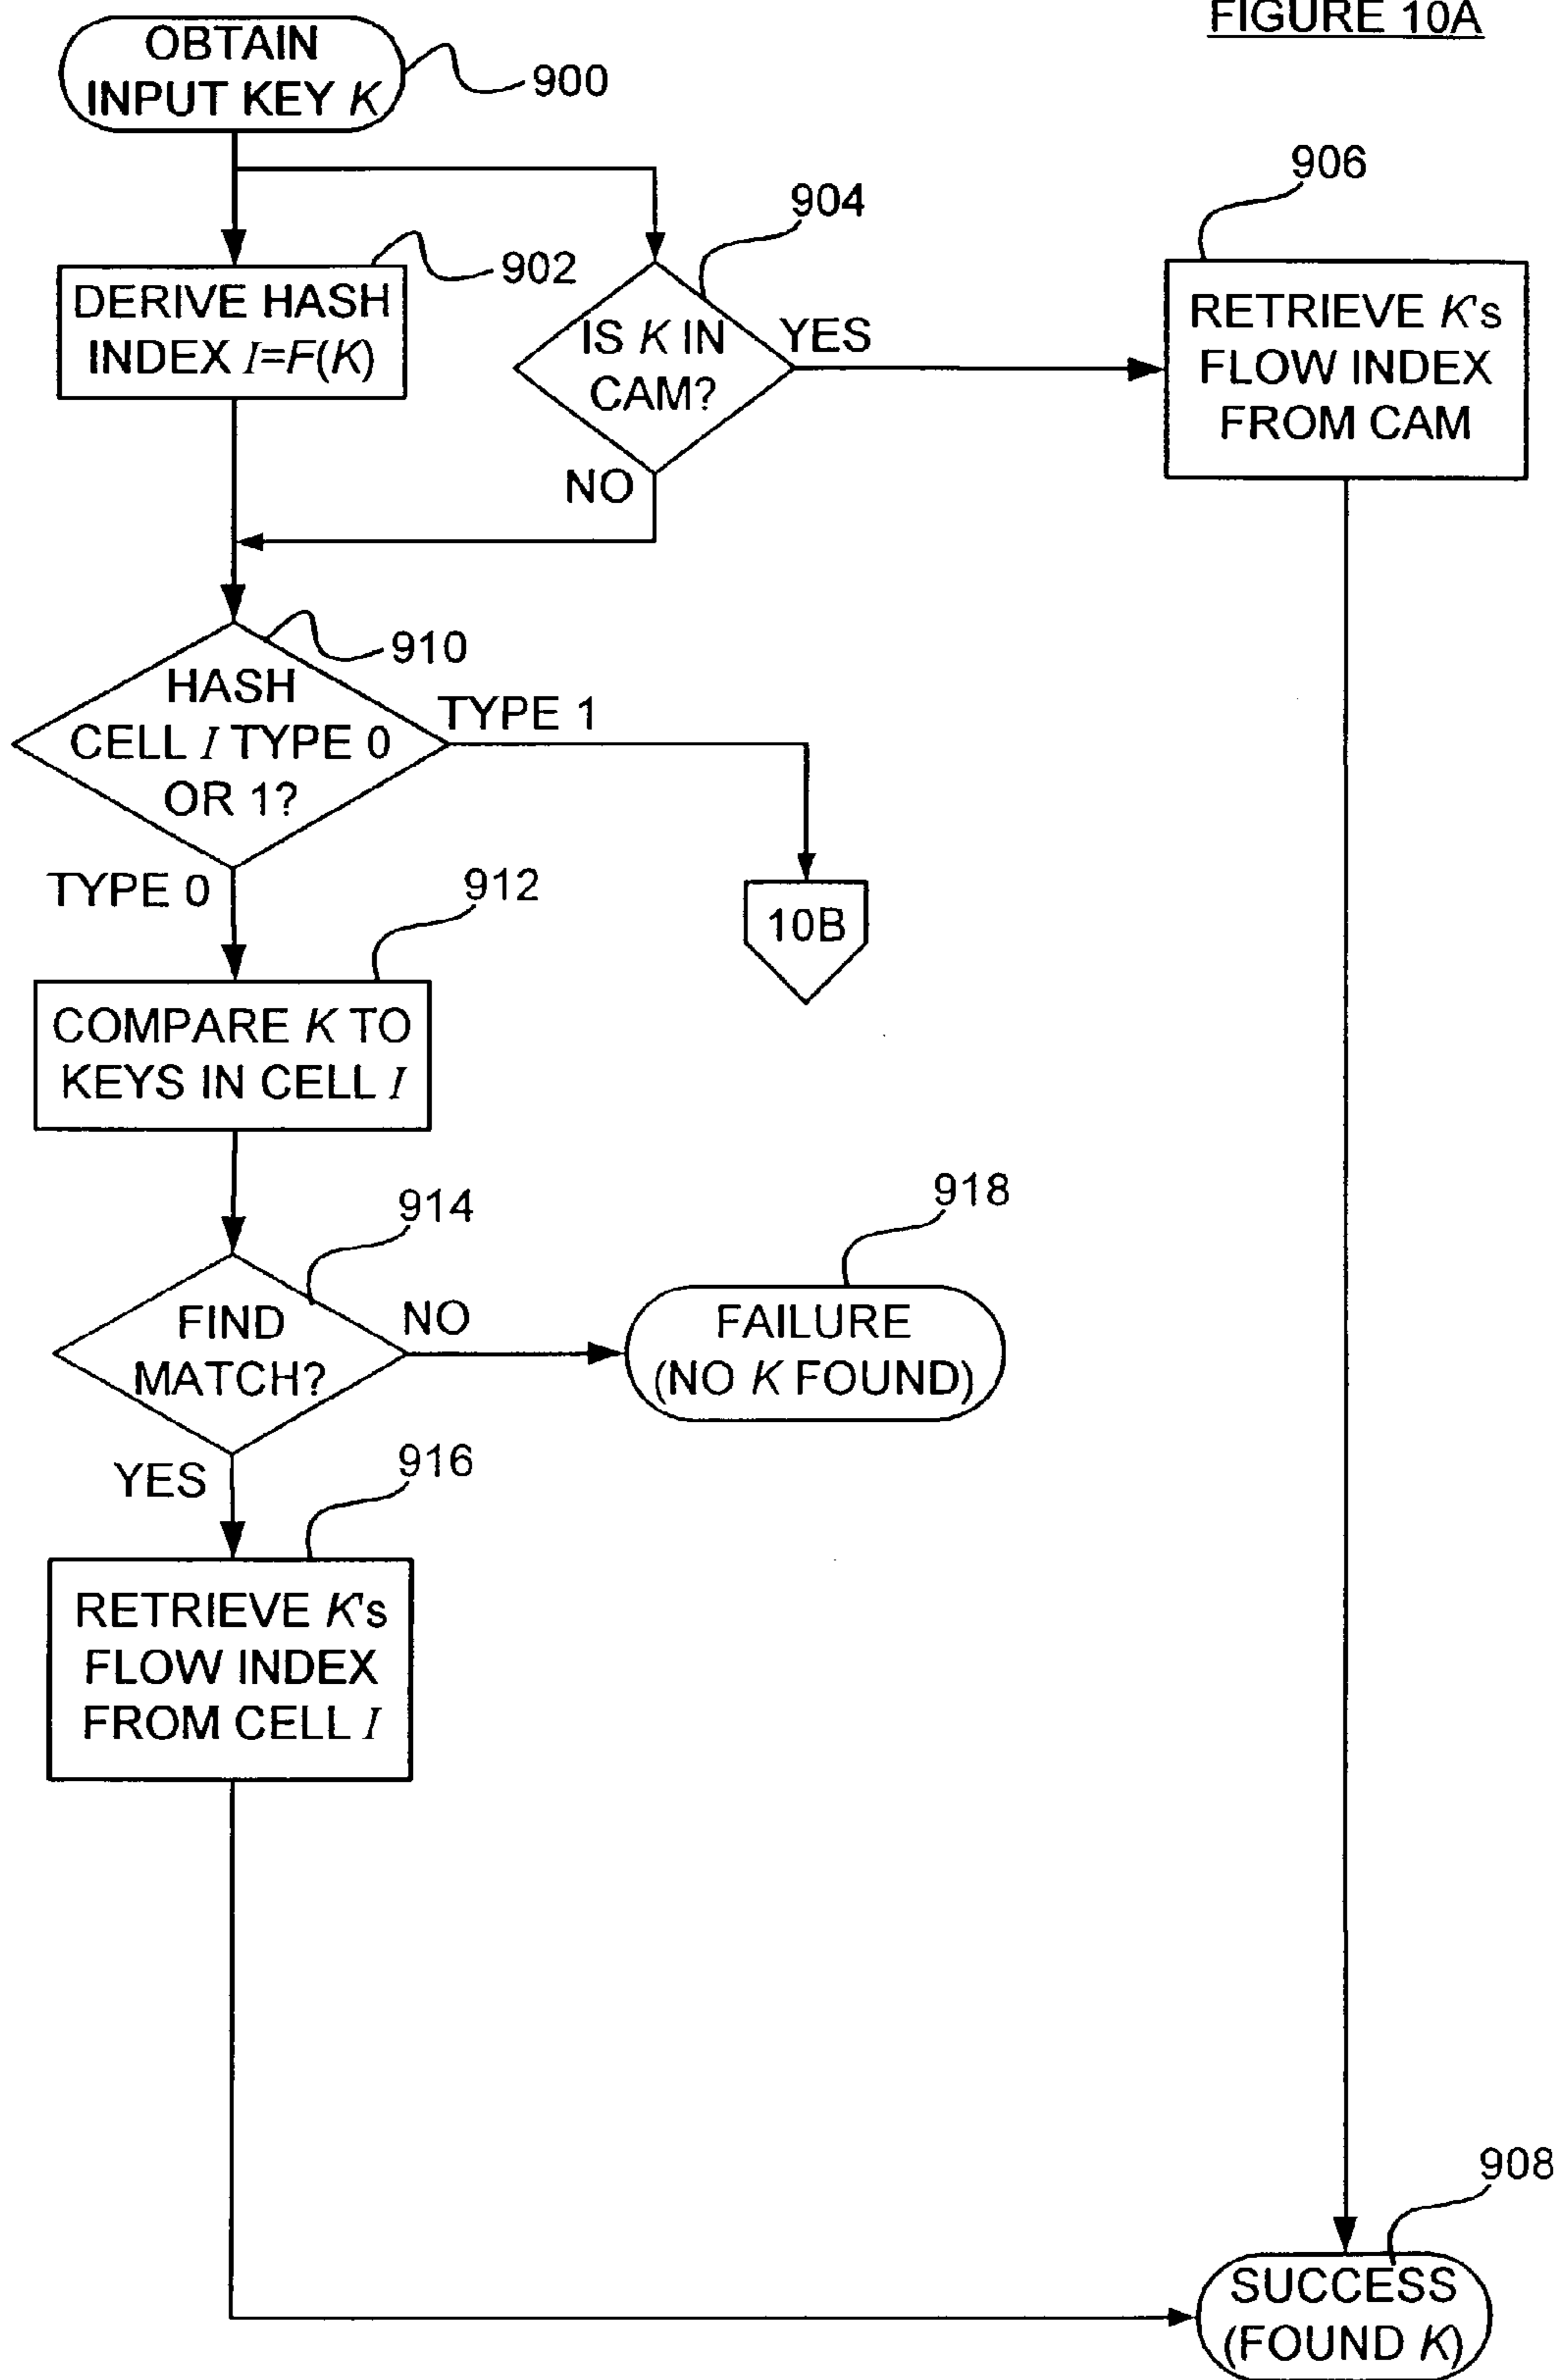 FIGURE 10A
OBTAIN
INPUT KEY K
900
906
904
902
DERIVE HASH
INDEX I=F(K)
IS K IN
CAM?
YES
NO
RETRIEVE K's
FLOW INDEX
FROM CAM
910
HASH
CELL I TYPE 0
OR 1?
TYPE 1
TYPE 0
10B
912
COMPARE K TO
KEYS IN CELL I
914
FIND
MATCH?
NO
918
FAILURE
(NO K FOUND)
YES
916
RETRIEVE K's
FLOW INDEX
FROM CELL I
908
SUCCESS
(FOUND K)